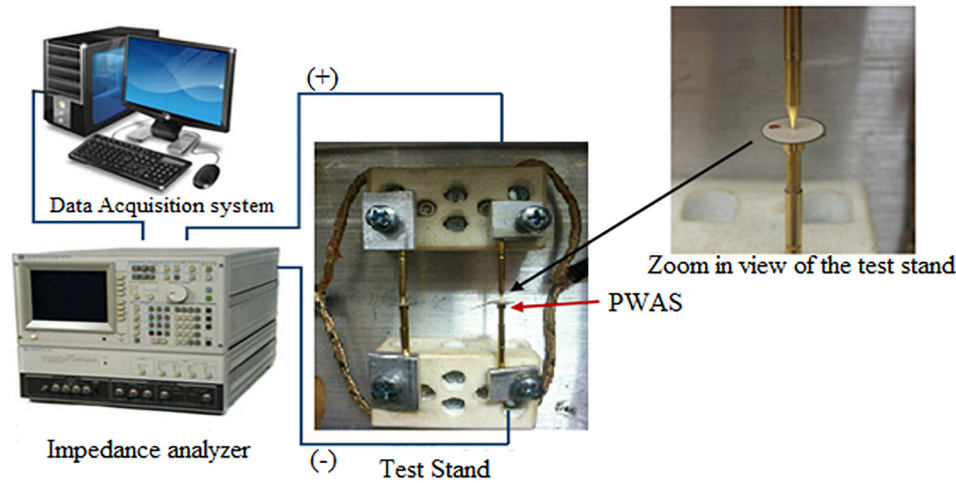 (+)
Data Acquisition system
Zoom in view of the test stand
PWAS
Impedance analyzer
(-)
Test Stand